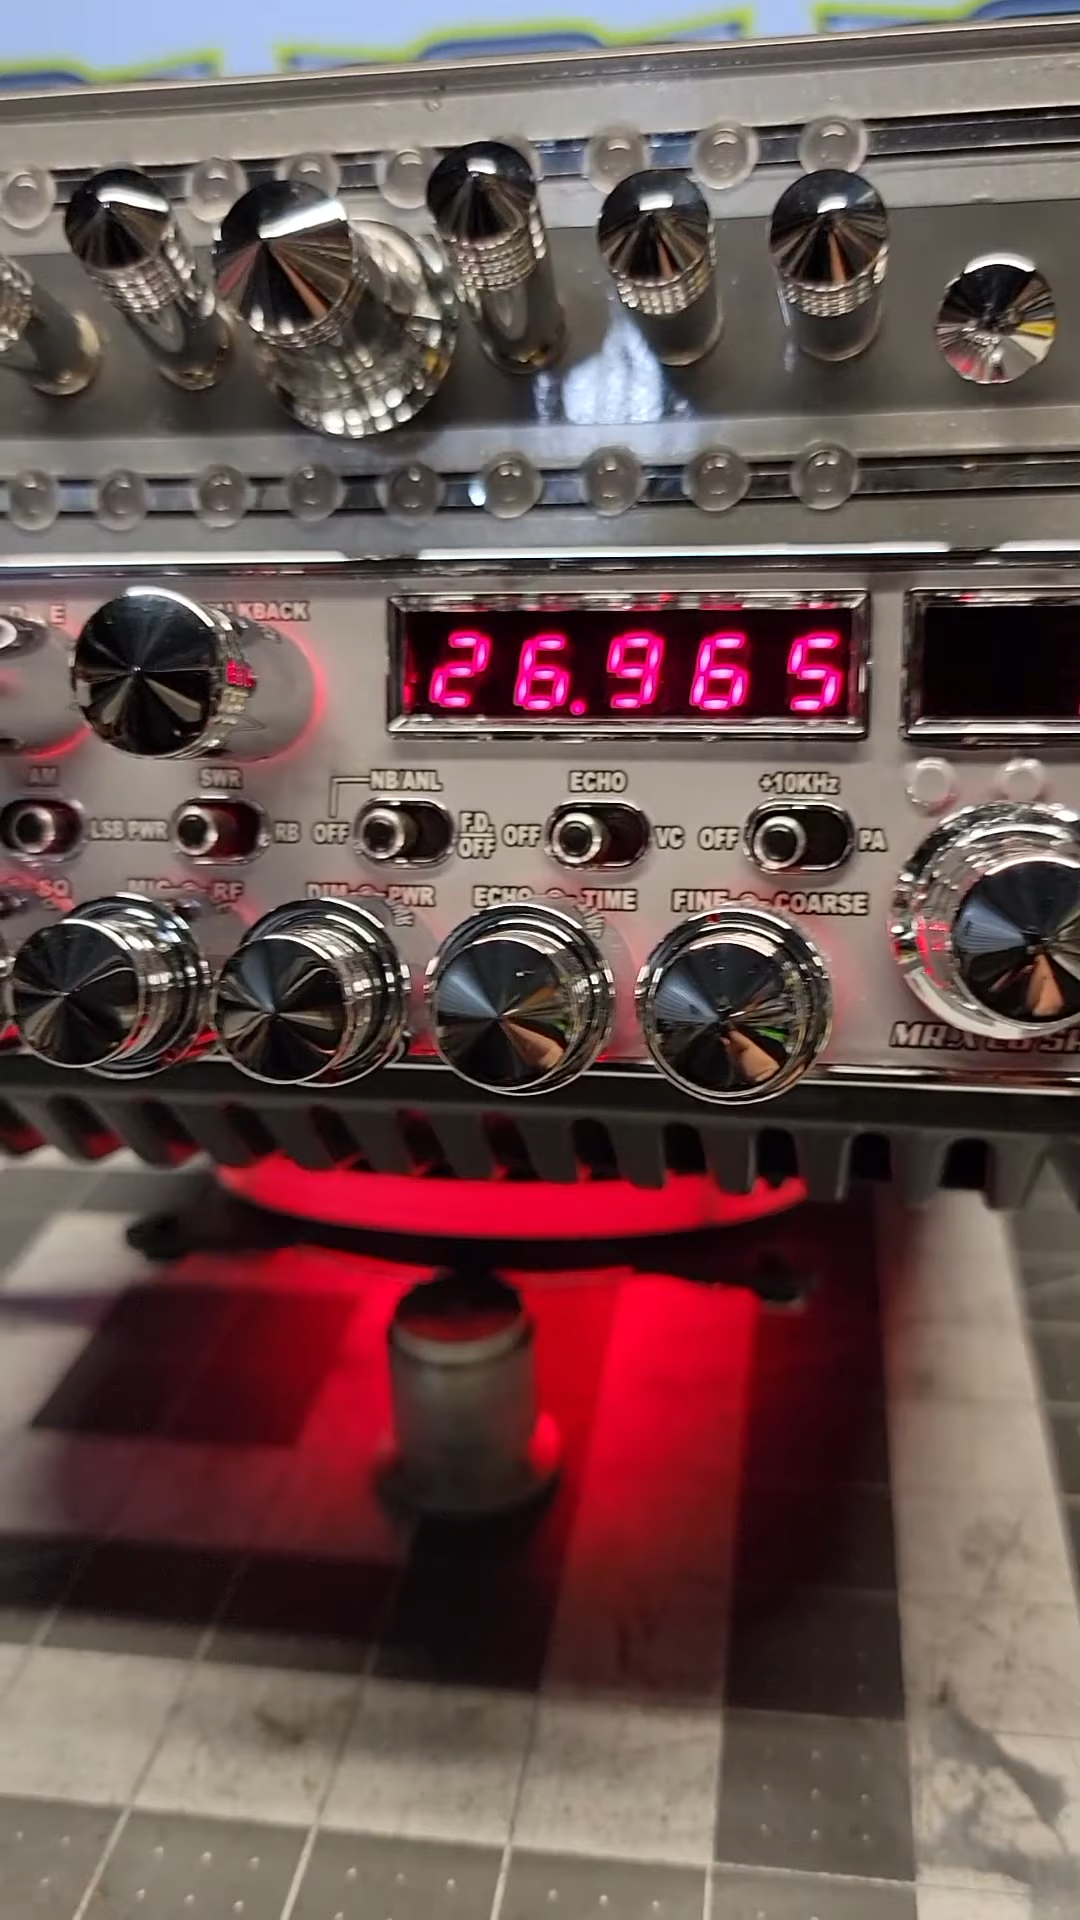 26.965
AM SWR NB/ANL ECHO +10KHz
LSB PWR RB OFF F.D. OFF OFF VC OFF PA
SQ MIC RF DIM PWR ECHO TIME FINE COARSE